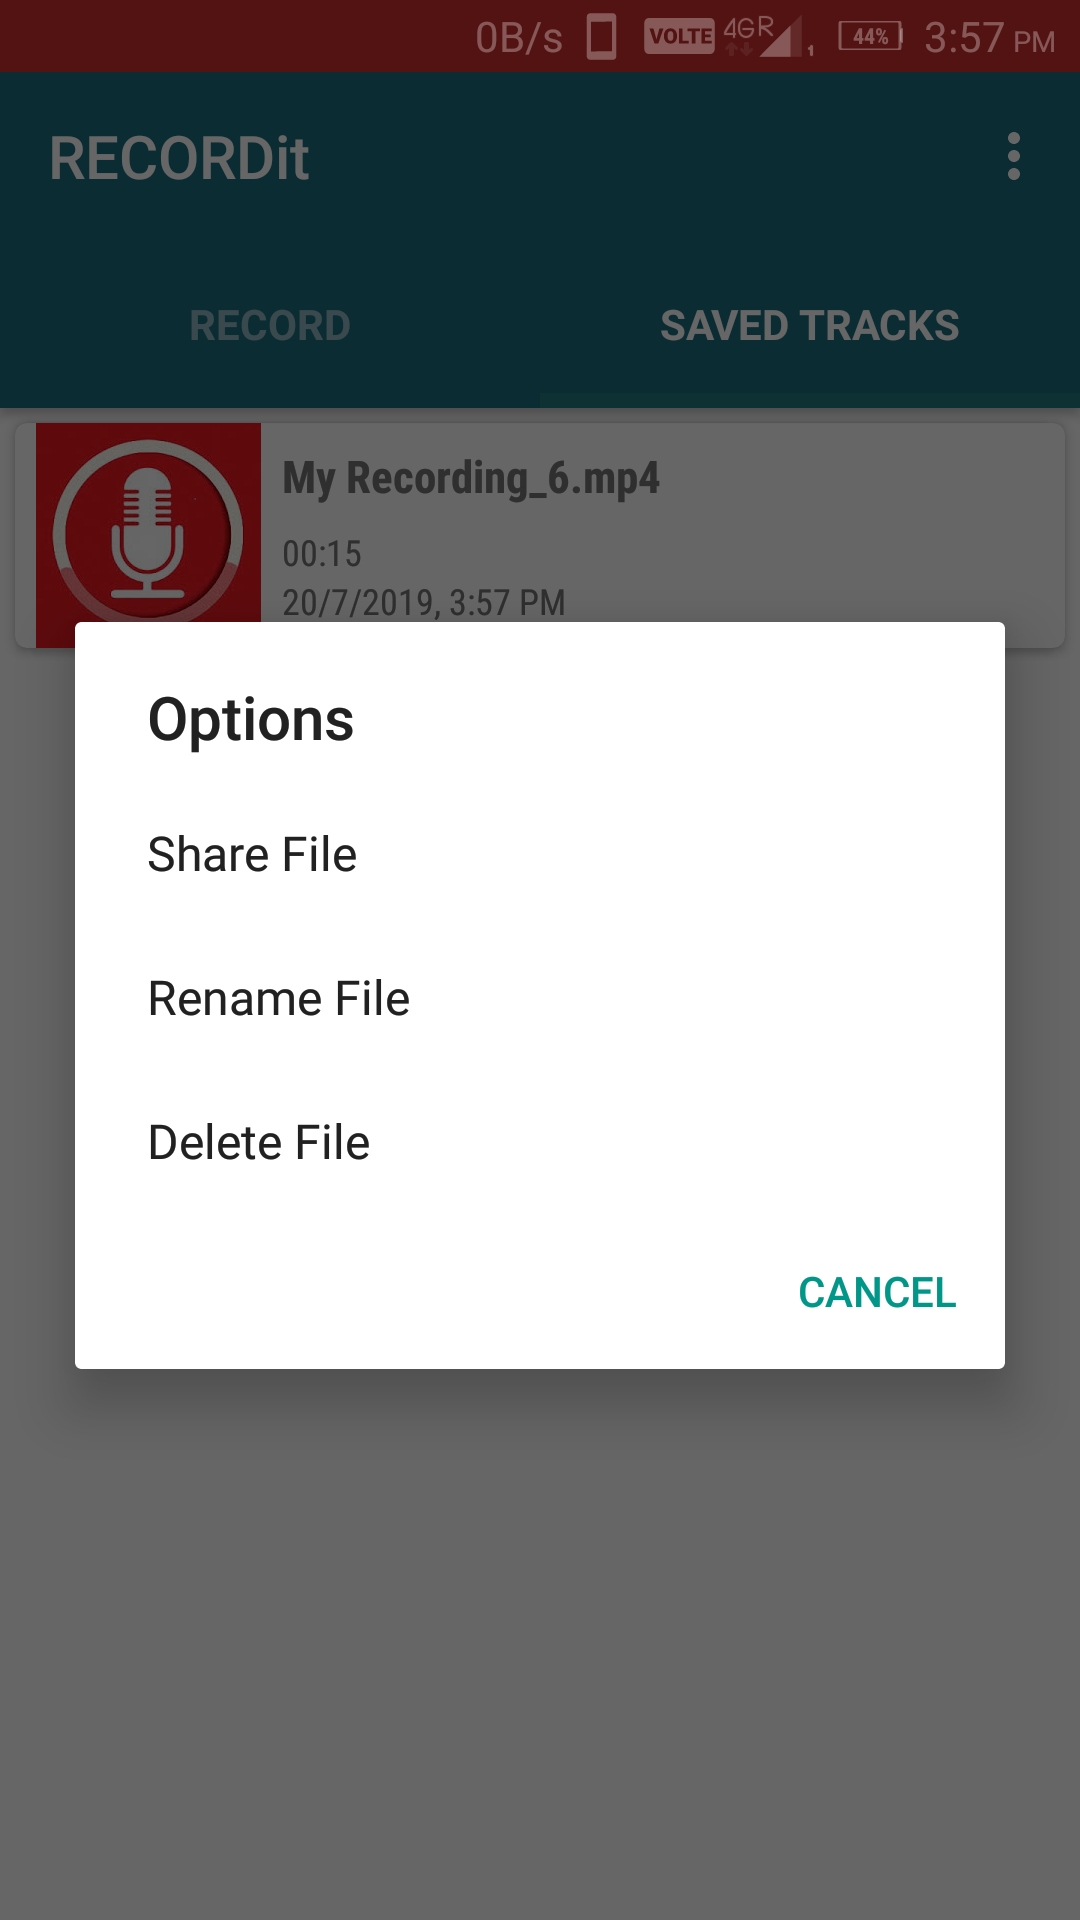 0B/s VOLTE 4G R 1 44% 3:57 PM
RECORDit
RECORD SAVED TRACKS
My Recording_6.mp4
00:15
20/7/2019, 3:57 PM
Options
Share File
Rename File
Delete File
CANCEL